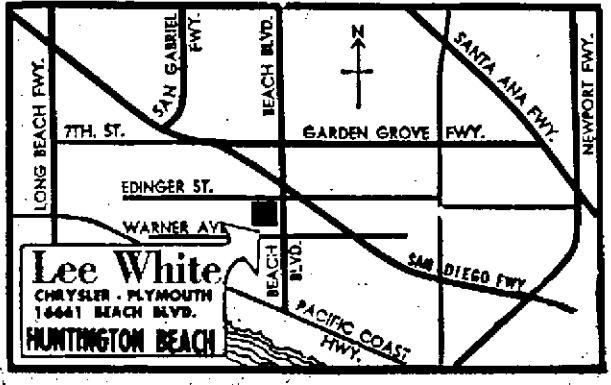 LONG BEACH FWY.
SAN GABRIEL
FWY.
BEACH BLVD.
N
SANTA ANA FWY.
NEWPORT FWY.
7TH. ST.
GARDEN GROVE FWY.
EDINGER ST.
WARNER AVE
BEACH
BLVD.
SAN DIEGO FWY
PACIFIC COAST
HWY.
Lee White
CHRYSLER - PLYMOUTH
16661 BEACH BLVD.
HUNTINGTON BEACH